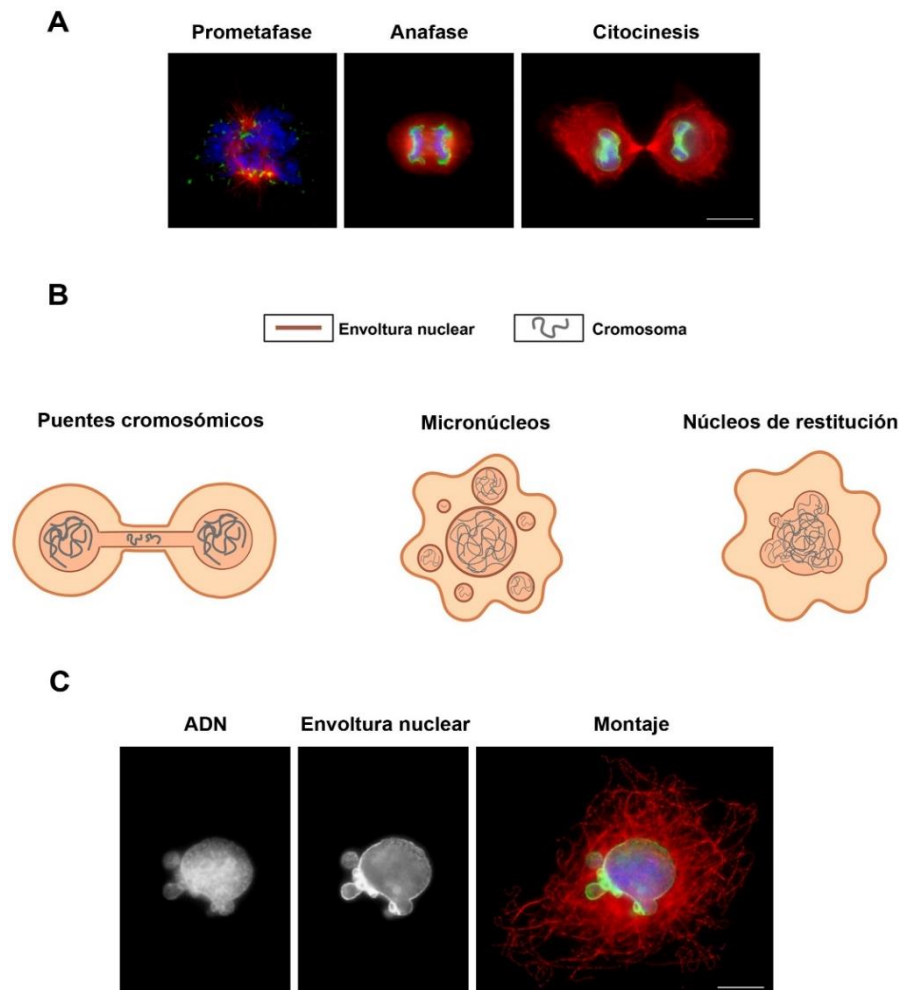 A
Prometafase Anafase Citocinesis
B
Envoltura nuclear Cromosoma
Puentes cromosómicos Micronúcleos Núcleos de restitución
C
ADN Envoltura nuclear Montaje